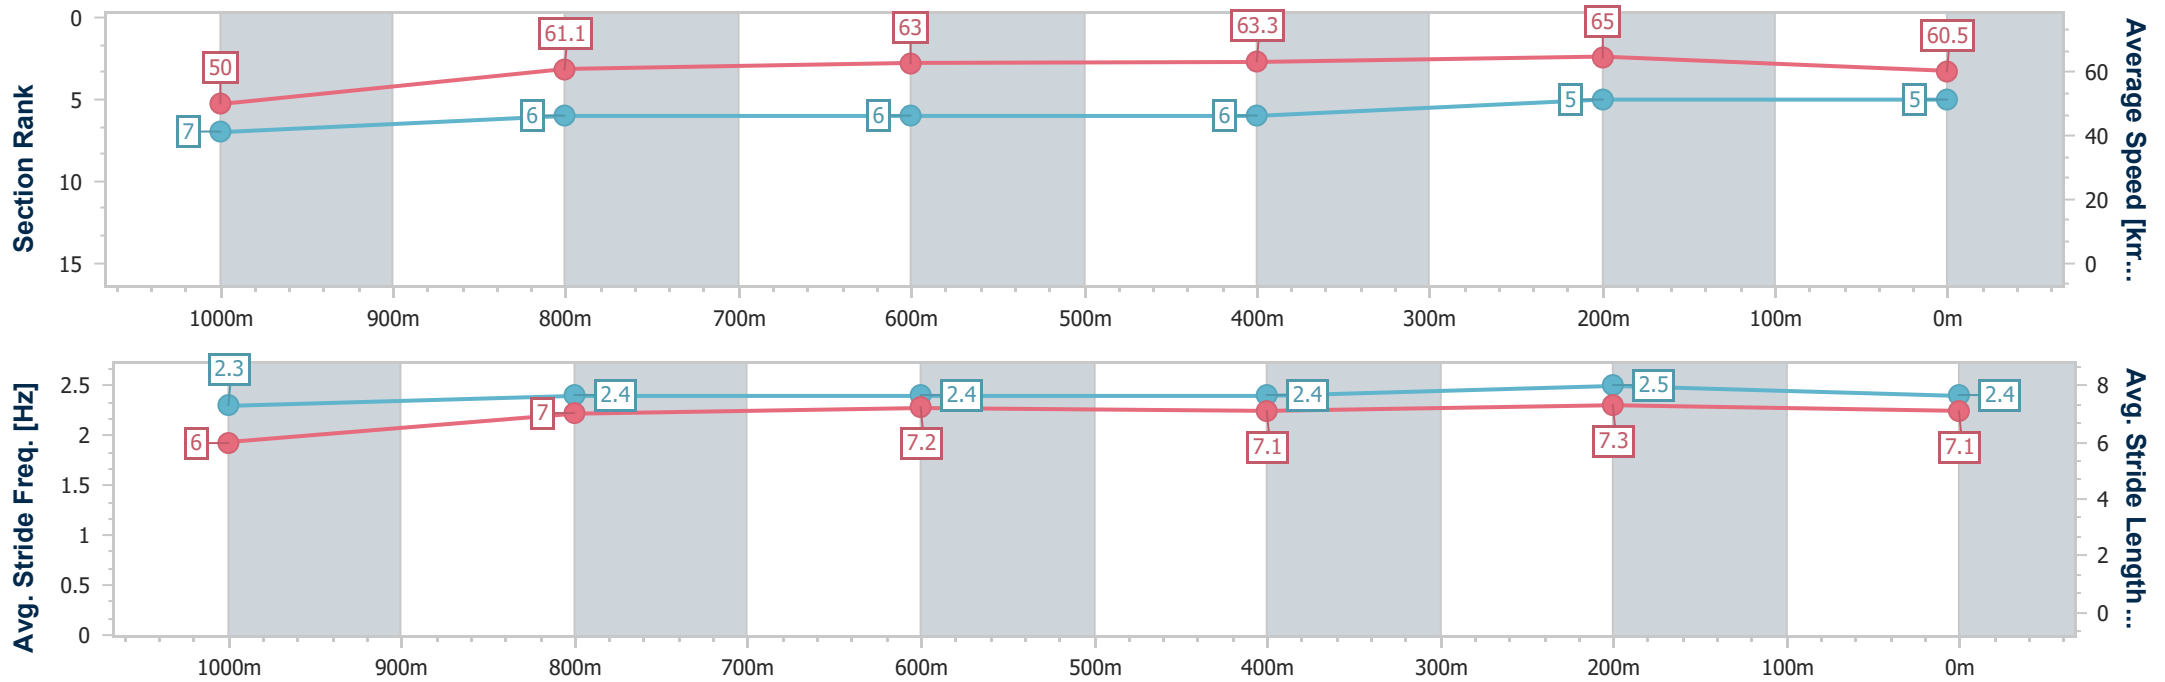 Section Rank
0
5
10
15
50
61.1
63
63.3
65
60.5
7
6
6
6
5
5
Average Speed [km...
60
40
20
0
1000m
900m
800m
700m
600m
500m
400m
300m
200m
100m
0m
Avg. Stride Freq. [Hz]
2.5
2
1.5
1
0.5
0
2.3
2.4
2.4
2.4
2.5
2.4
6
7
7.2
7.1
7.3
7.1
Avg. Stride Length ...
8
6
4
2
0
1000m
900m
800m
700m
600m
500m
400m
300m
200m
100m
0m